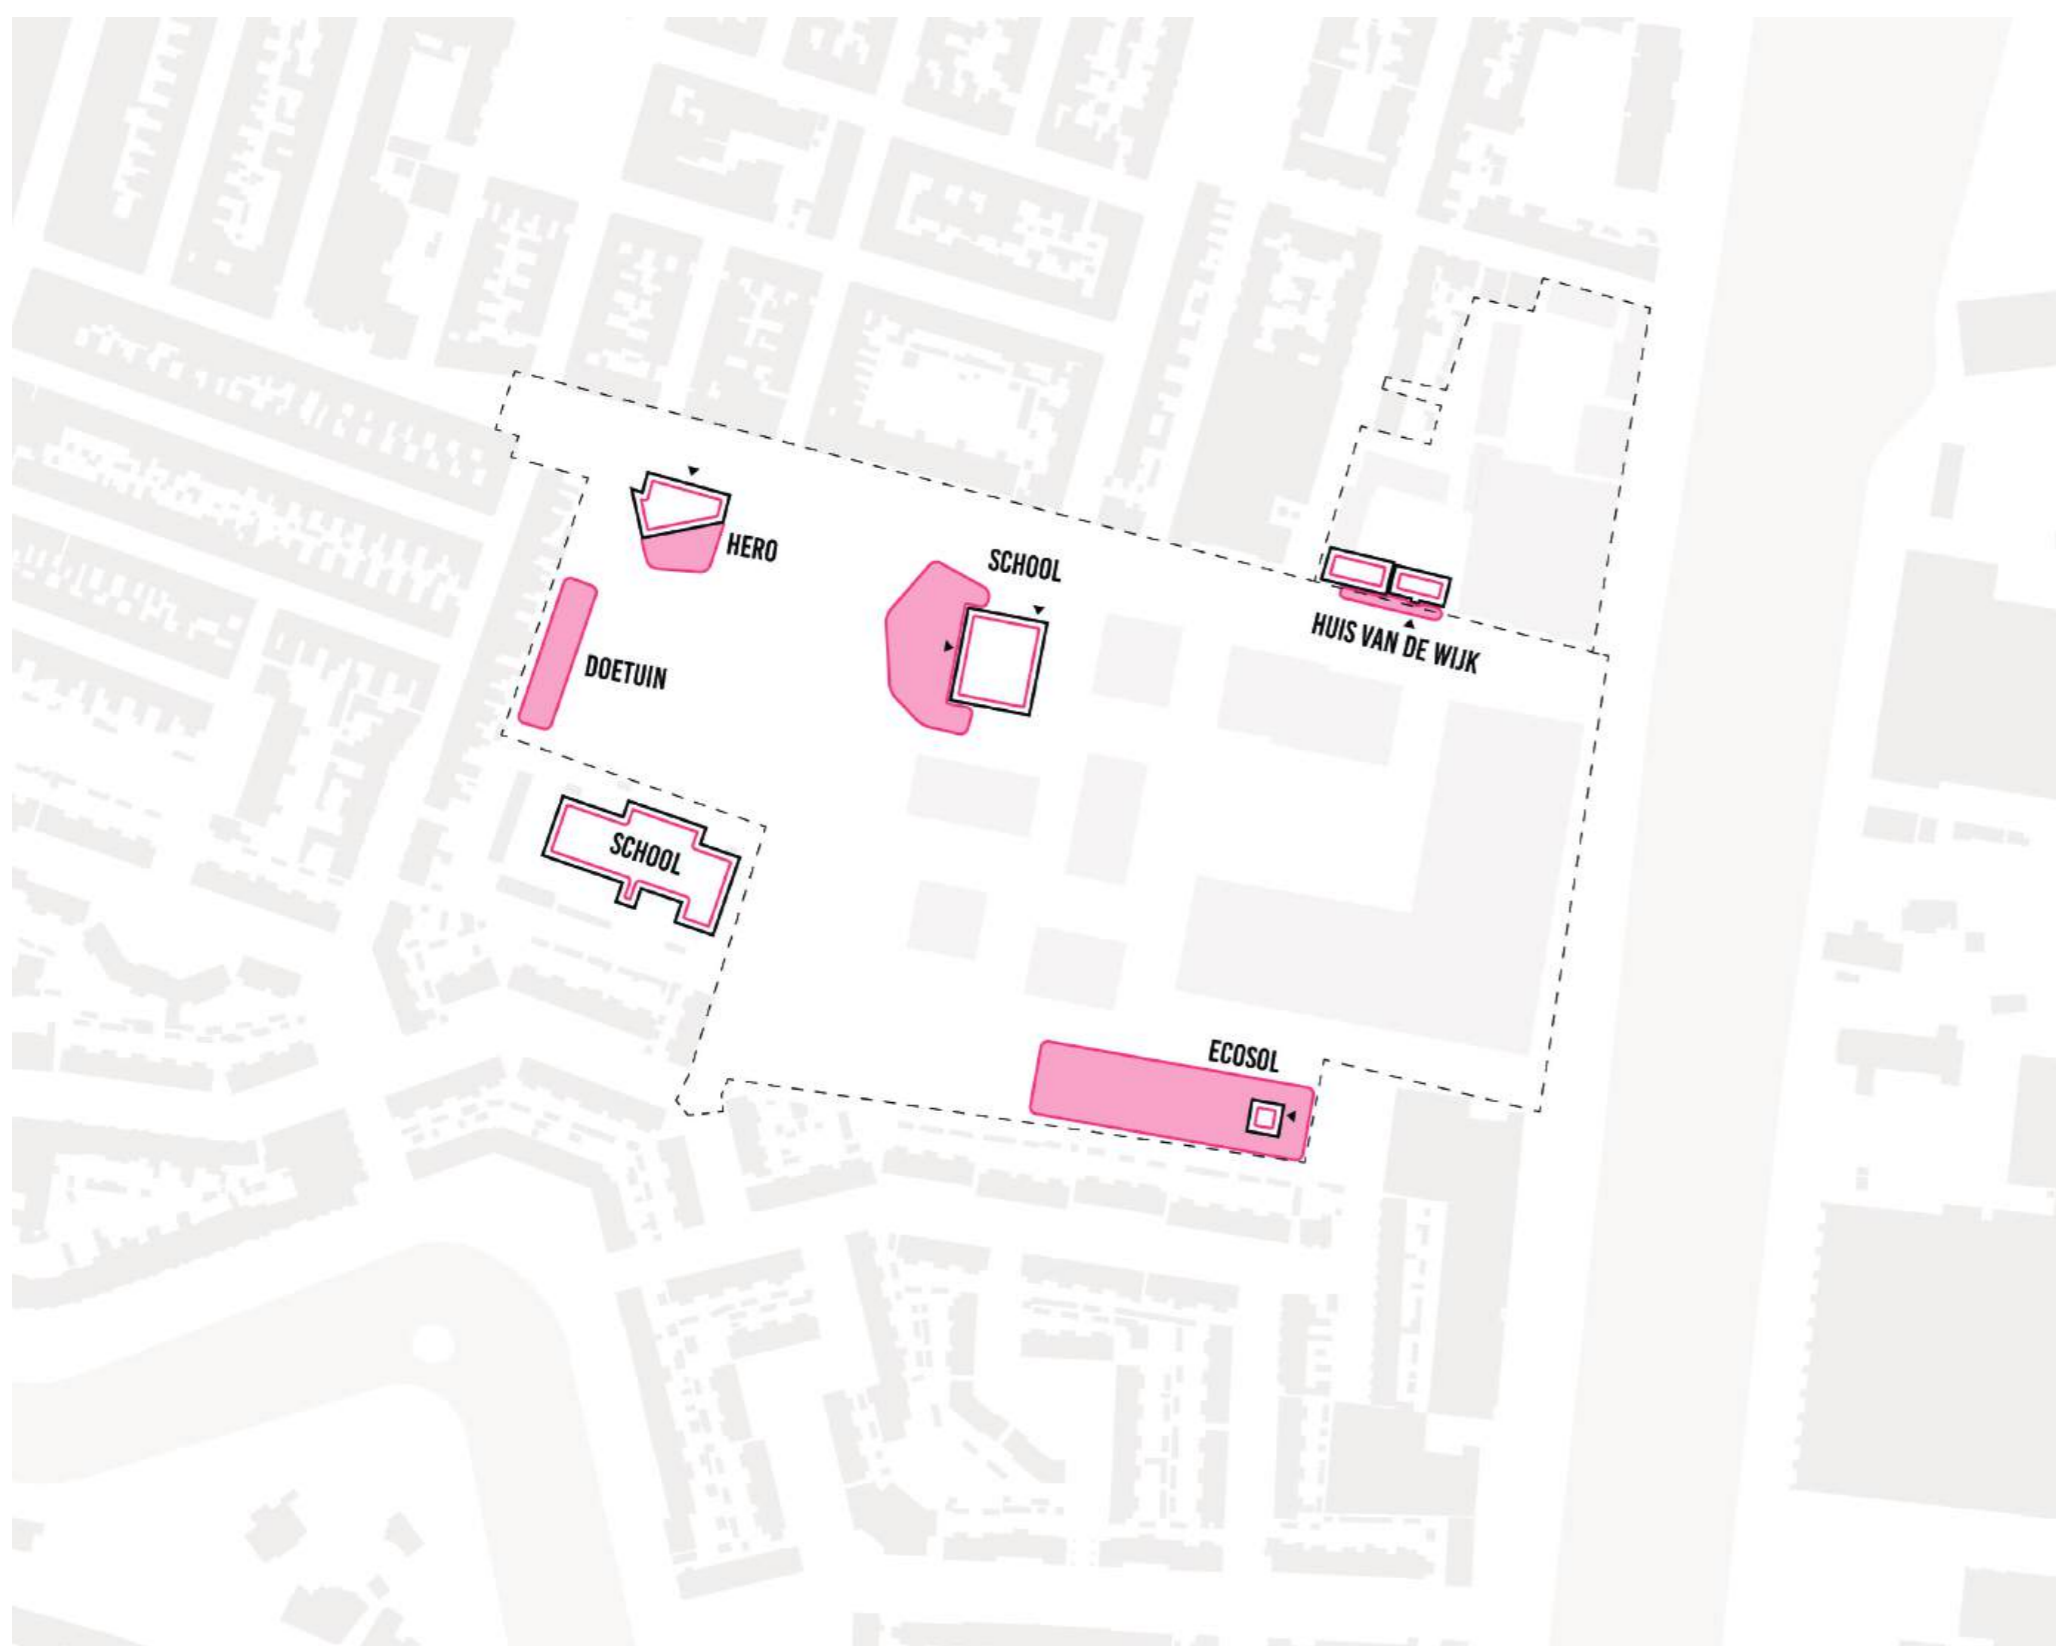 HERO
SCHOOL
HUIS VAN DE WIJK
DOETUIN
SCHOOL
ECOSOL